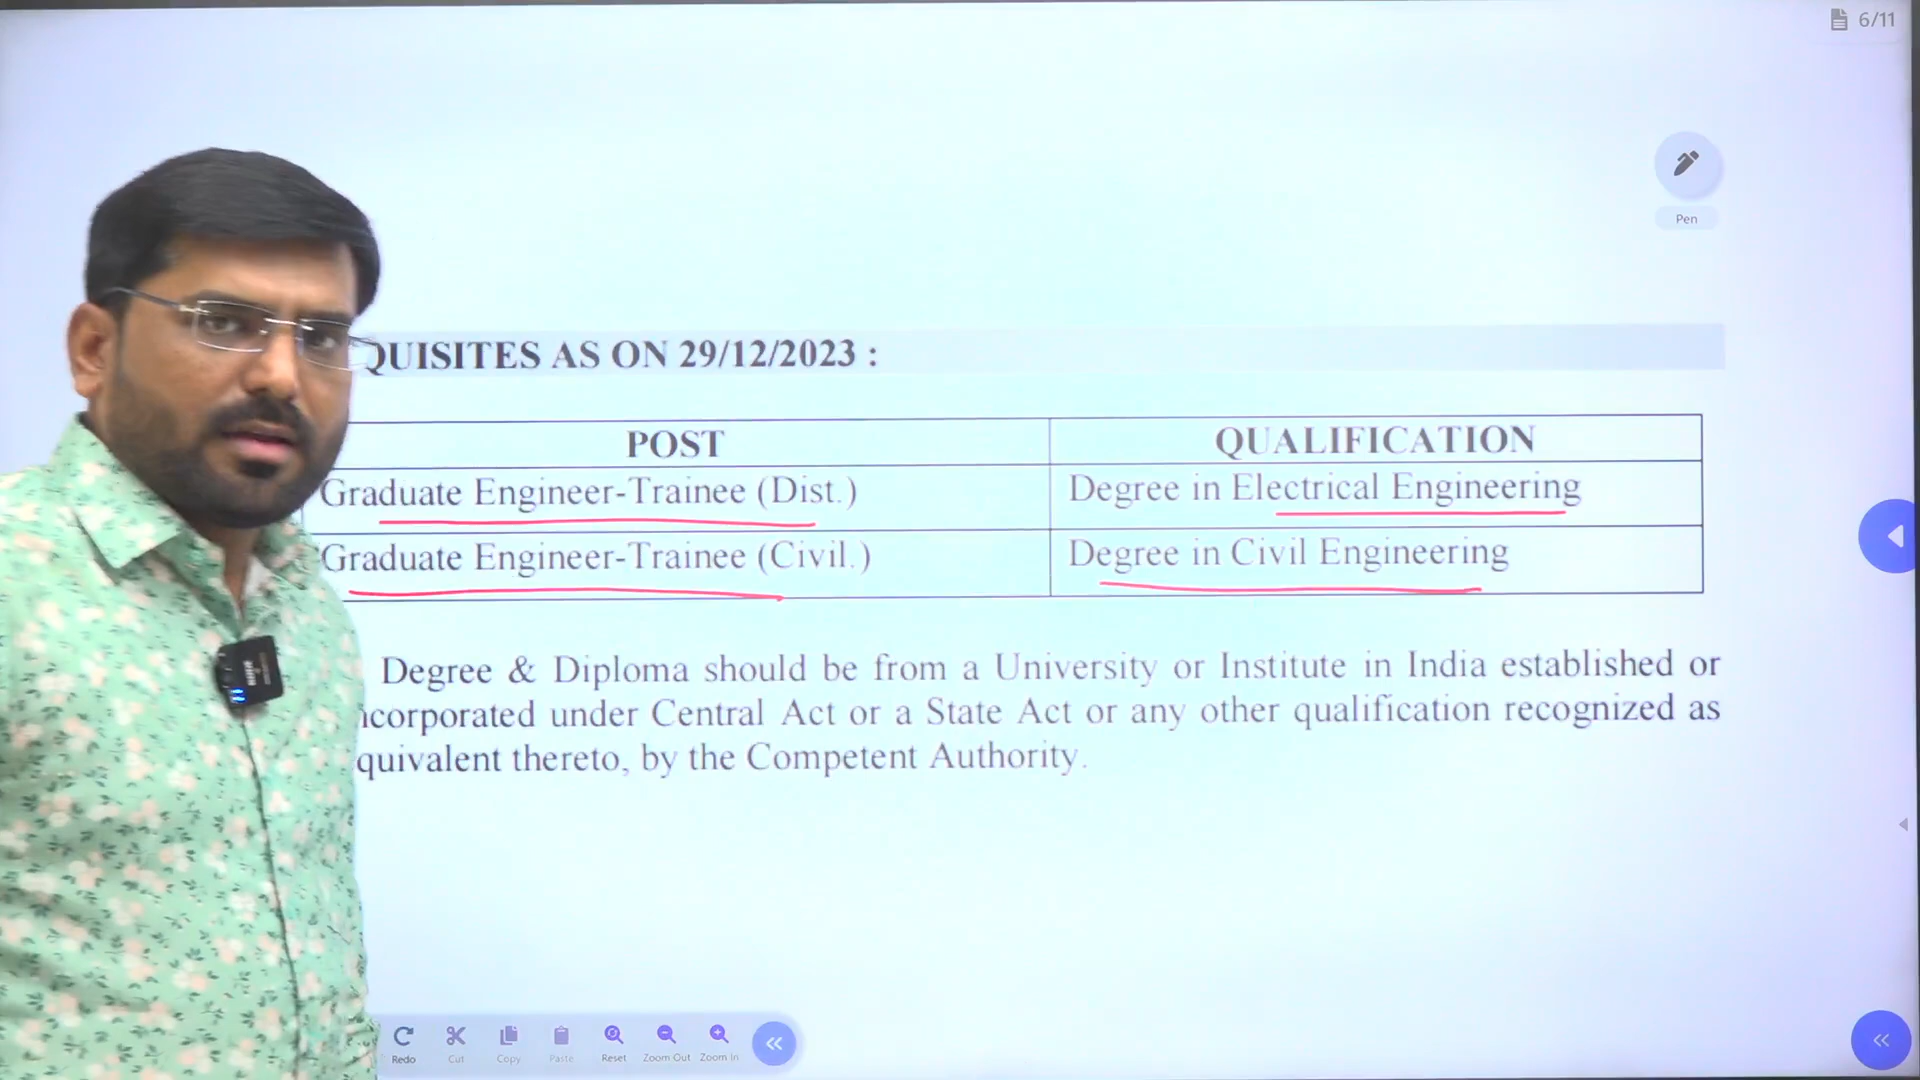 6/11
Pen
QUISITES AS ON 29/12/2023 :
POST QUALIFICATION
Graduate Engineer-Trainee (Dist.) Degree in Electrical Engineering
Graduate Engineer-Trainee (Civil.) Degree in Civil Engineering
Degree & Diploma should be from a University or Institute in India established or
ncorporated under Central Act or a State Act or any other qualification recognized as
quivalent thereto, by the Competent Authority.
Redo Cut Copy Paste Reset Zoom Out Zoom In